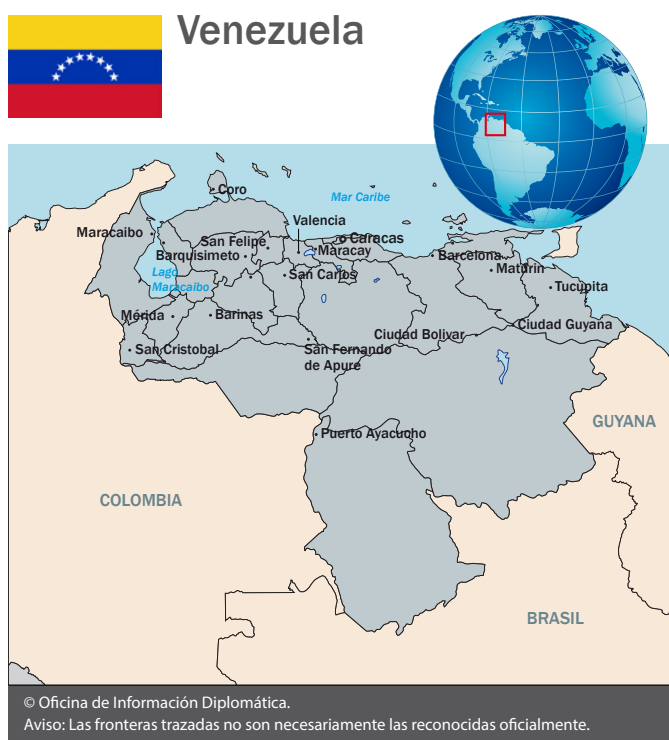 Venezuela
Coro
Mar Caribe
Valencia
Maracaibo
San Felipe
Caracas
Barquisimeto
Maracay
Barcelona
Maturín
Lago
Maracaibo
San Carlos
Tucupita
Mérida
Barinas
Ciudad Guyana
Ciudad Bolivar
San Cristobal
San Fernando
de Apure
GUYANA
Puerto Ayacucho
COLOMBIA
BRASIL
© Oficina de Información Diplomática.
Aviso: Las fronteras trazadas no son necesariamente las reconocidas oficialmente.